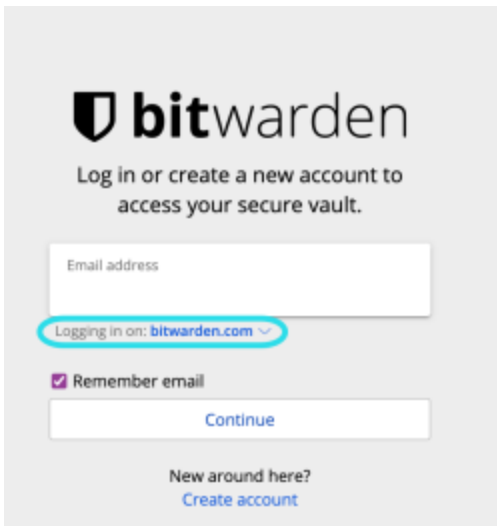 bitwarden
Log in or create a new account to
access your secure vault.
Email address
Logging in on: bitwarden.com
Remember email
Continue
New around here?
Create account